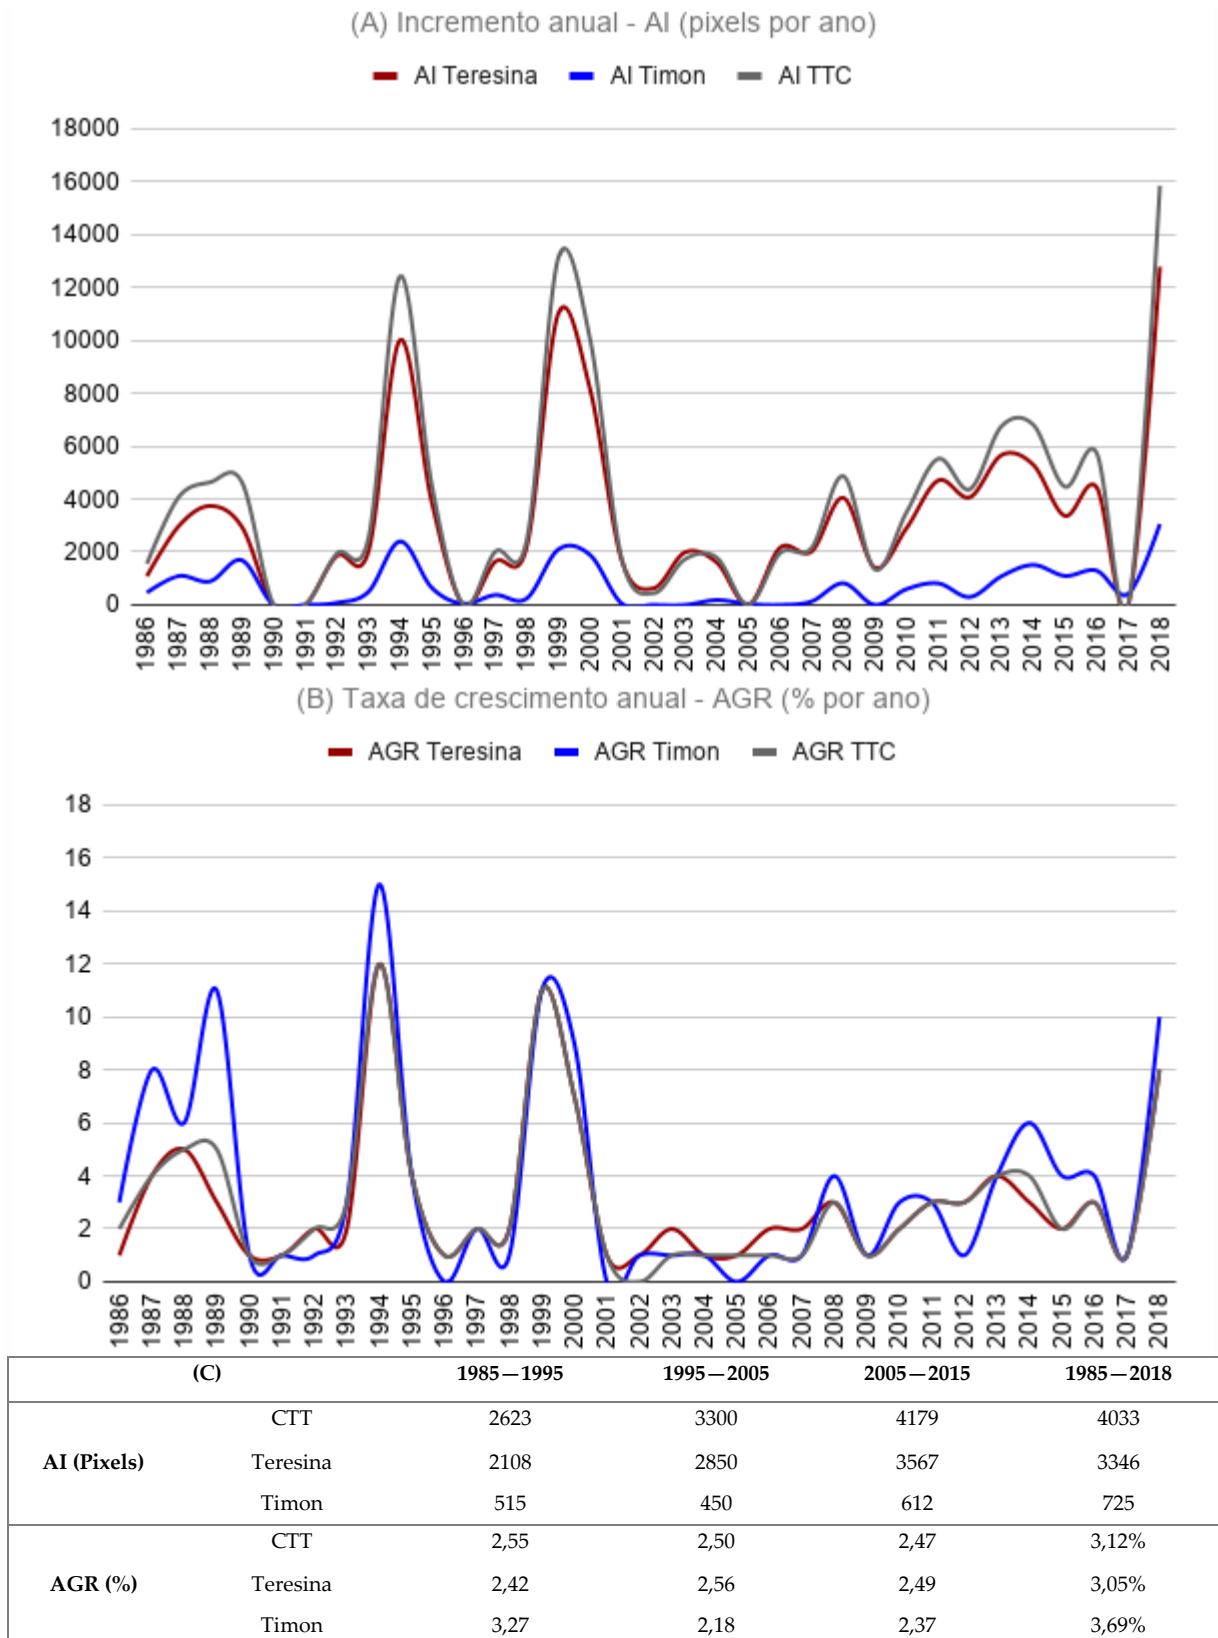 (A) Incremento anual - AI (pixels por ano)
AI Teresina AI Timon AI TTC
18000
16000
14000
12000
10000
8000
6000
4000
2000
0
1986 1987 1988 1989 1990 1991 1992 1993 1994 1995 1996 1997 1998 1999 2000 2001 2002 2003 2004 2005 2006 2007 2008 2009 2010 2011 2012 2013 2014 2015 2016 2017 2018
(B) Taxa de crescimento anual - AGR (% por ano)
AGR Teresina AGR Timon AGR TTC
18
16
14
12
10
8
6
4
2
0
1986 1987 1988 1989 1990 1991 1992 1993 1994 1995 1996 1997 1998 1999 2000 2001 2002 2003 2004 2005 2006 2007 2008 2009 2010 2011 2012 2013 2014 2015 2016 2017 2018
(C) 1985—1995 1995—2005 2005—2015 1985—2018
CTT 2623 3300 4179 4033
AI (Pixels) Teresina 2108 2850 3567 3346
Timon 515 450 612 725
CTT 2,55 2,50 2,47 3,12%
AGR (%) Teresina 2,42 2,56 2,49 3,05%
Timon 3,27 2,18 2,37 3,69%